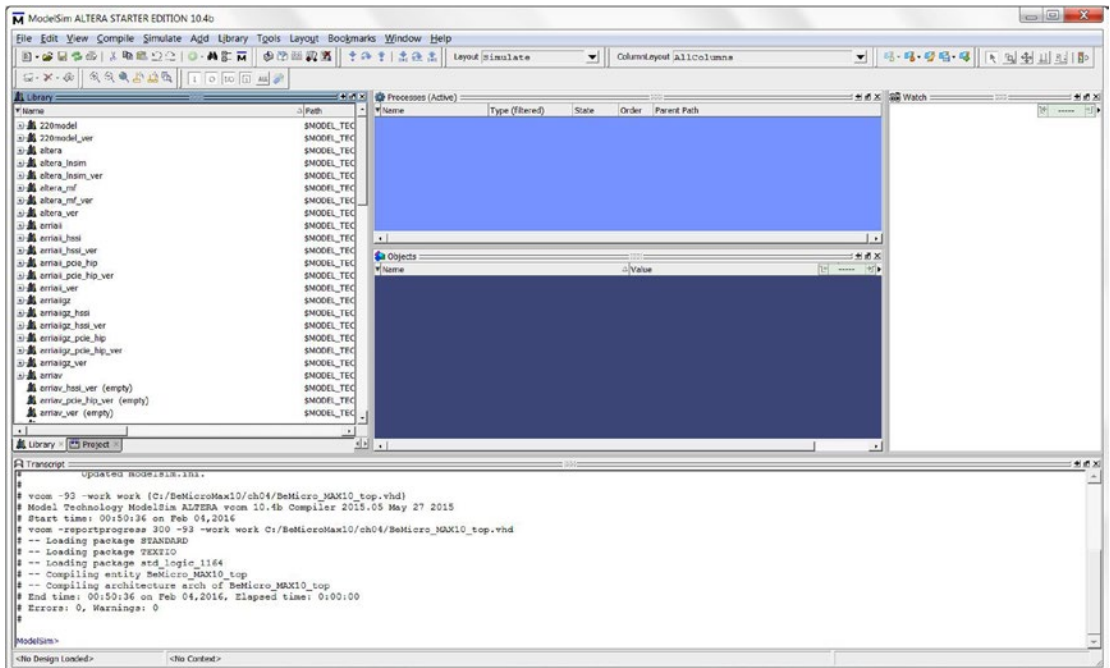 ModelSim ALTERA STARTER EDITION 10.4b
File Edit View Compile Simulate Add Library Tools Layout Bookmarks Window Help
Layout Simulate
ColumnLayout AllColumns
Library
Name Path
220model $MODEL_TEC
220model_ver $MODEL_TEC
altera $MODEL_TEC
altera_lnsim $MODEL_TEC
altera_lnsim_ver $MODEL_TEC
altera_mf $MODEL_TEC
altera_mf_ver $MODEL_TEC
altera_ver $MODEL_TEC
arriaii $MODEL_TEC
arriaii_hssi $MODEL_TEC
arriaii_hssi_ver $MODEL_TEC
arriaii_pcie_hip $MODEL_TEC
arriaii_pcie_hip_ver $MODEL_TEC
arriaii_ver $MODEL_TEC
arriaiigz $MODEL_TEC
arriaiigz_hssi $MODEL_TEC
arriaiigz_hssi_ver $MODEL_TEC
arriaiigz_pcie_hip $MODEL_TEC
arriaiigz_pcie_hip_ver $MODEL_TEC
arriaiigz_ver $MODEL_TEC
arriav $MODEL_TEC
arriav_hssi_ver (empty) $MODEL_TEC
arriav_pcie_hip_ver (empty) $MODEL_TEC
arriav_ver (empty) $MODEL_TEC
Library Project
Processes (Active)
Name Type (filtered) State Order Parent Path
Objects
Name Value
Watch
Transcript
# Updated modelsim.ini.
#
# vcom -93 -work work {C:/BeMicroMax10/ch04/BeMicro_MAX10_top.vhd}
# Model Technology ModelSim ALTERA vcom 10.4b Compiler 2015.05 May 27 2015
# Start time: 00:50:36 on Feb 04,2016
# vcom -reportprogress 300 -93 -work work C:/BeMicroMax10/ch04/BeMicro_MAX10_top.vhd
# -- Loading package STANDARD
# -- Loading package TEXTIO
# -- Loading package std_logic_1164
# -- Compiling entity BeMicro_MAX10_top
# -- Compiling architecture arch of BeMicro_MAX10_top
# End time: 00:50:36 on Feb 04,2016, Elapsed time: 0:00:00
# Errors: 0, Warnings: 0
#
ModelSim>
<No Design Loaded> <No Context>